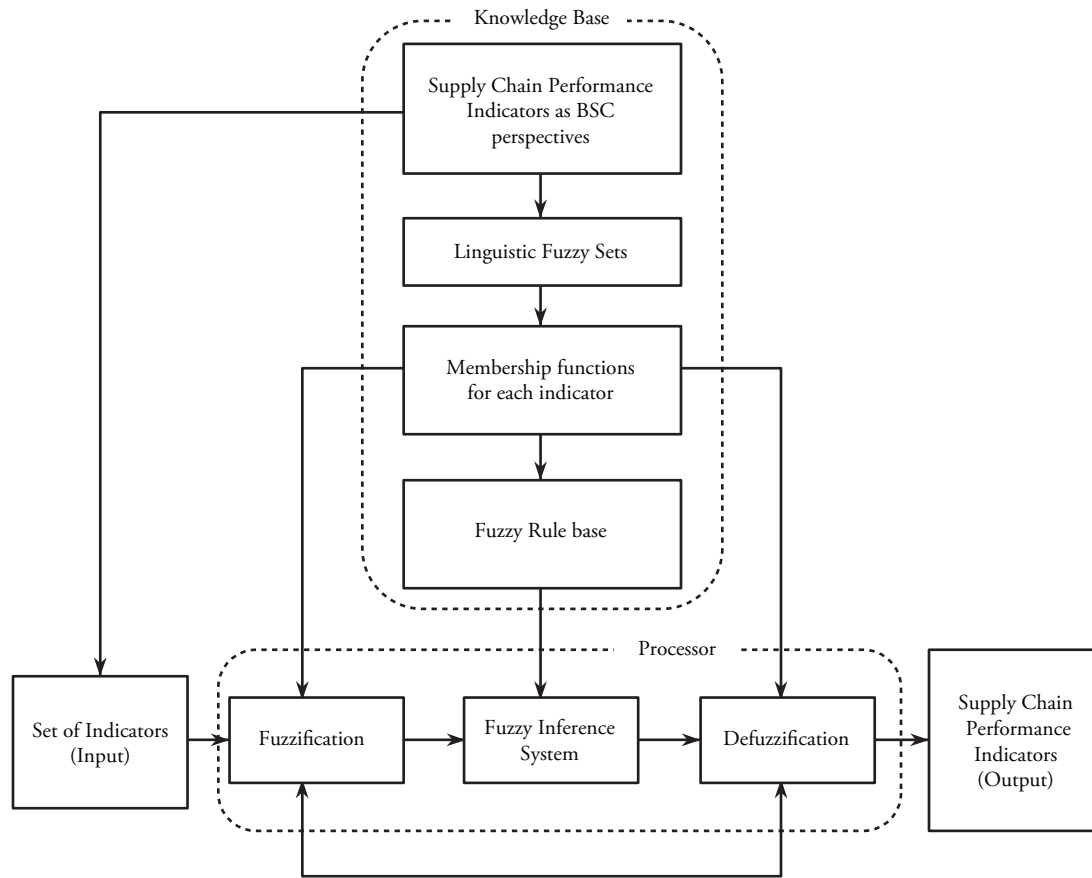 Knowledge Base
Supply Chain Performance
Indicators as BSC
perspectives
Linguistic Fuzzy Sets
Membership functions
for each indicator
Fuzzy Rule base
Processor
Set of Indicators
(Input)
Fuzzification
Fuzzy Inference
System
Defuzzification
Supply Chain
Performance
Indicators
(Output)